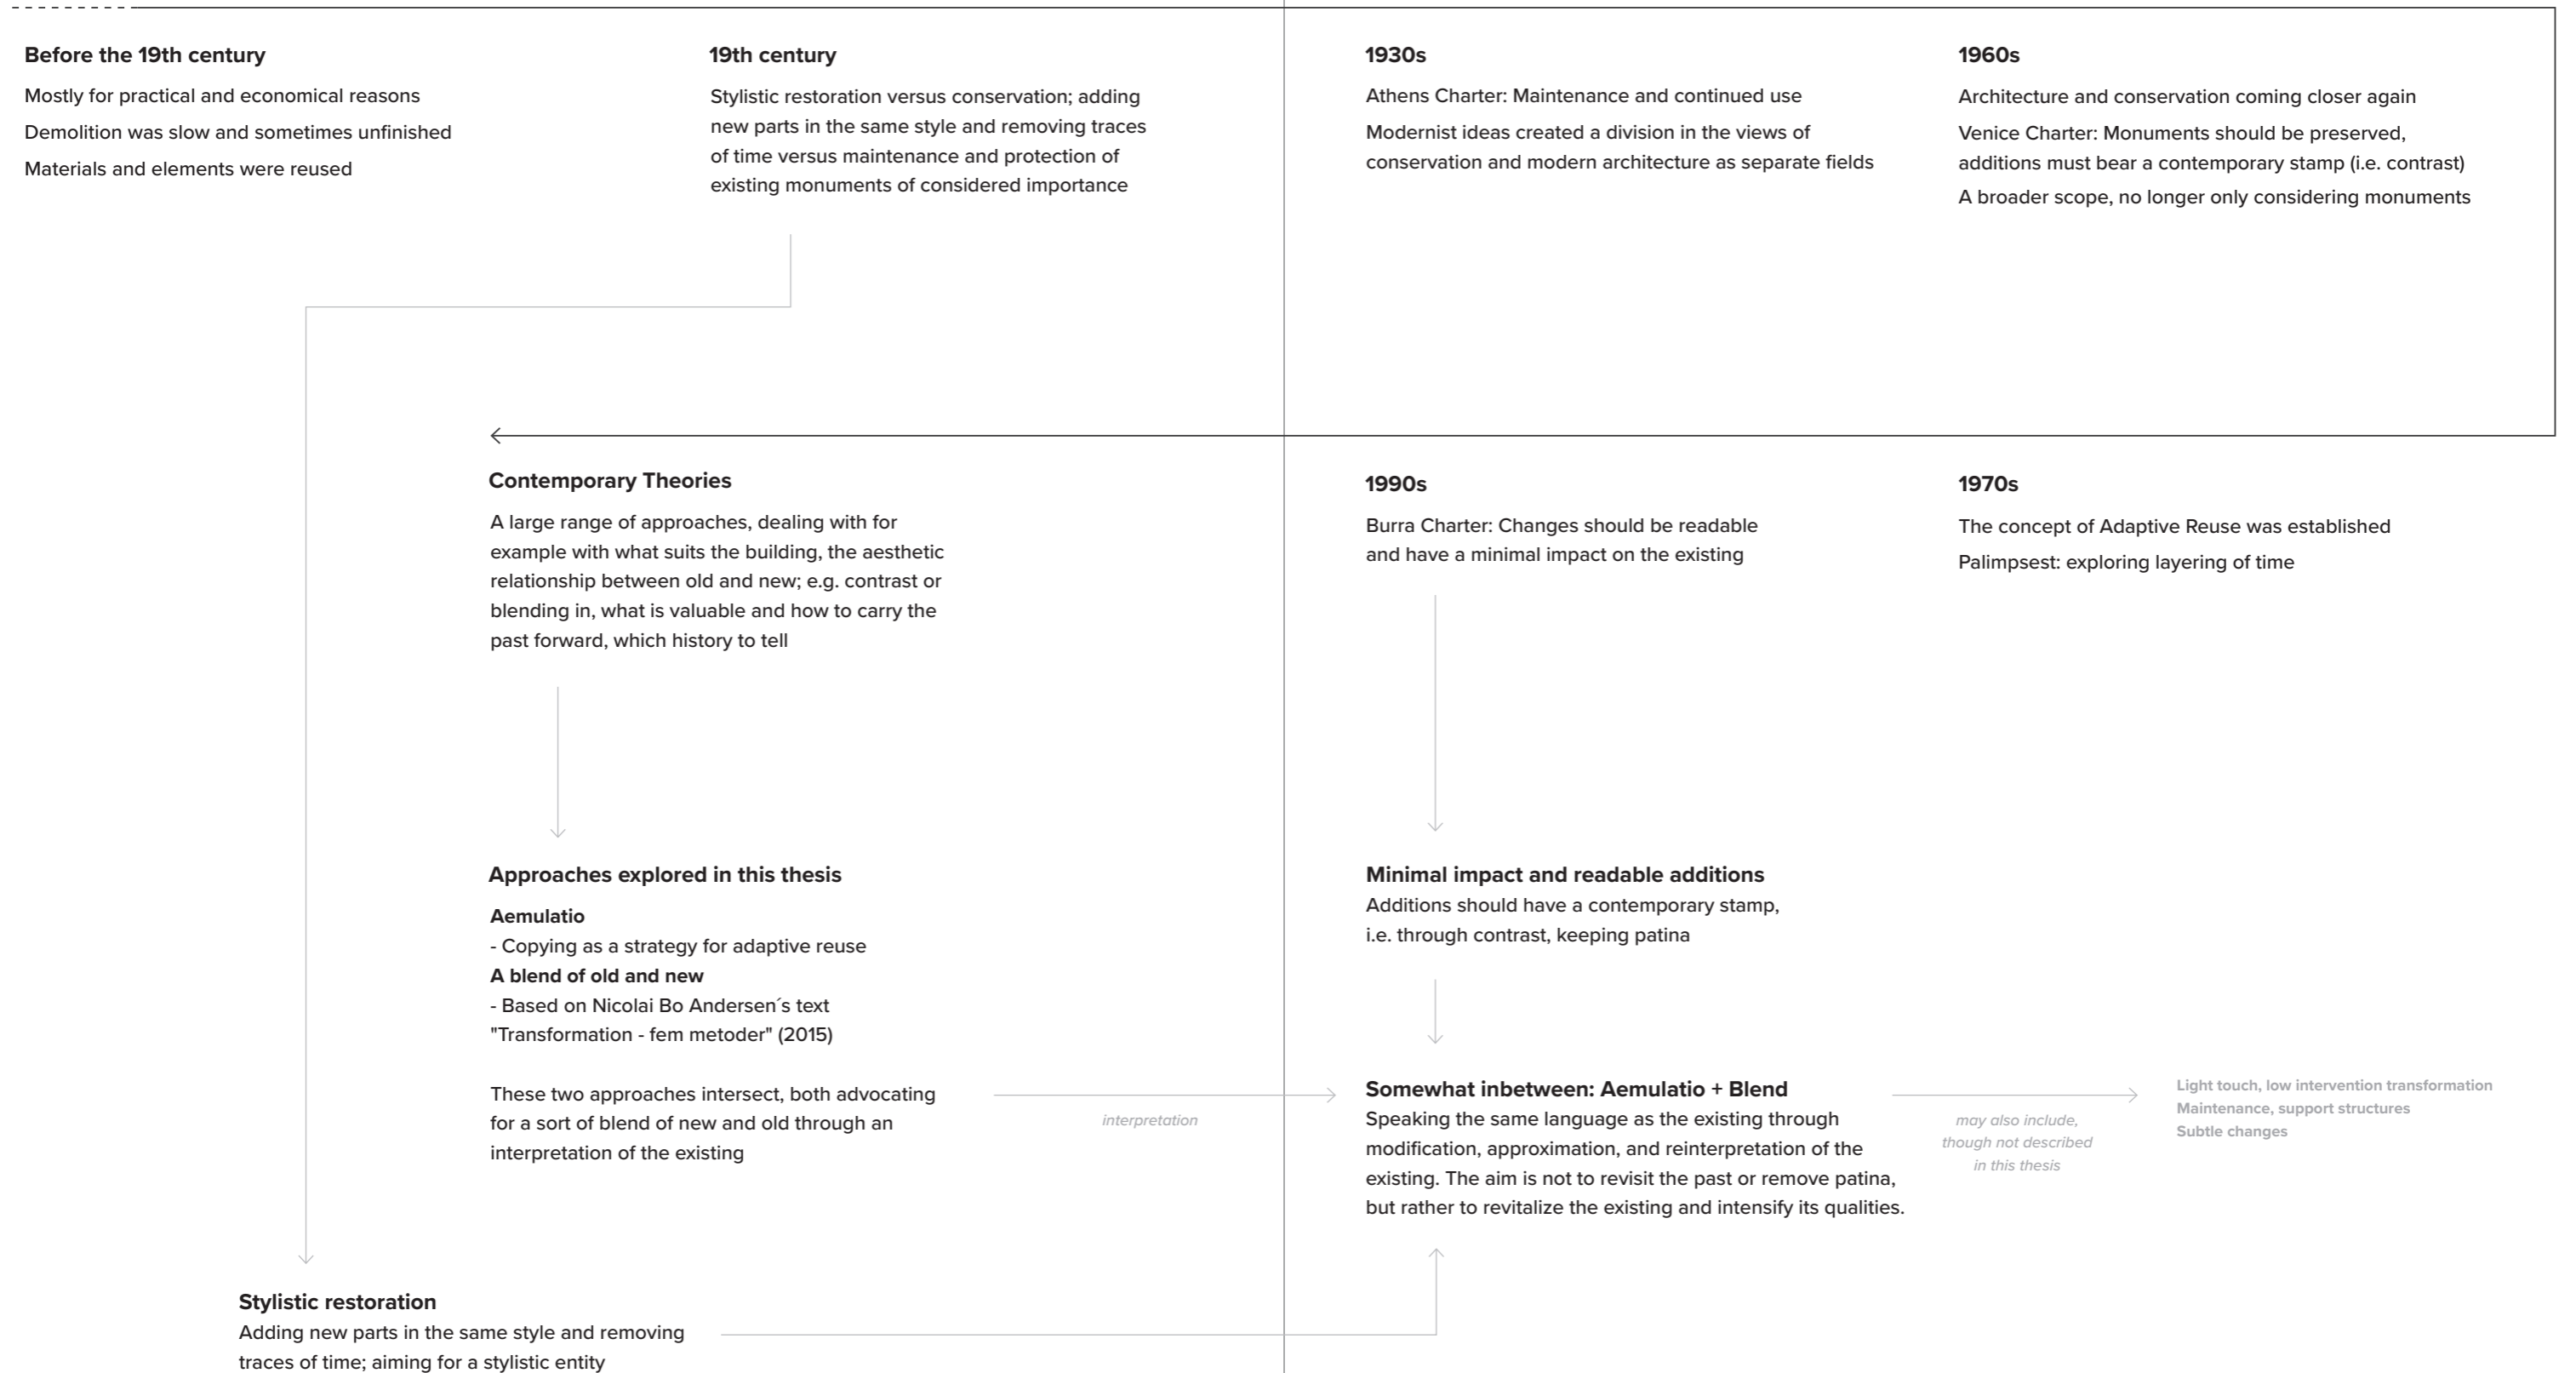 Before the 19th century
Mostly for practical and economical reasons
Demolition was slow and sometimes unfinished
Materials and elements were reused
19th century
Stylistic restoration versus conservation; adding
new parts in the same style and removing traces
of time versus maintenance and protection of
existing monuments of considered importance
1930s
Athens Charter: Maintenance and continued use
Modernist ideas created a division in the views of
conservation and modern architecture as separate fields
1960s
Architecture and conservation coming closer again
Venice Charter: Monuments should be preserved,
additions must bear a contemporary stamp (i.e. contrast)
A broader scope, no longer only considering monuments
Contemporary Theories
A large range of approaches, dealing with for
example with what suits the building, the aesthetic
relationship between old and new; e.g. contrast or
blending in, what is valuable and how to carry the
past forward, which history to tell
1990s
Burra Charter: Changes should be readable
and have a minimal impact on the existing
1970s
The concept of Adaptive Reuse was established
Palimpsest: exploring layering of time
Approaches explored in this thesis
Aemulatio
- Copying as a strategy for adaptive reuse
A blend of old and new
- Based on Nicolai Bo Andersen´s text
"Transformation - fem metoder" (2015)
These two approaches intersect, both advocating
for a sort of blend of new and old through an
interpretation of the existing
interpretation
Minimal impact and readable additions
Additions should have a contemporary stamp,
i.e. through contrast, keeping patina
Somewhat inbetween: Aemulatio + Blend
Speaking the same language as the existing through
modification, approximation, and reinterpretation of the
existing. The aim is not to revisit the past or remove patina,
but rather to revitalize the existing and intensify its qualities.
may also include,
though not described
in this thesis
Light touch, low intervention transformation
Maintenance, support structures
Subtle changes
Stylistic restoration
Adding new parts in the same style and removing
traces of time; aiming for a stylistic entity